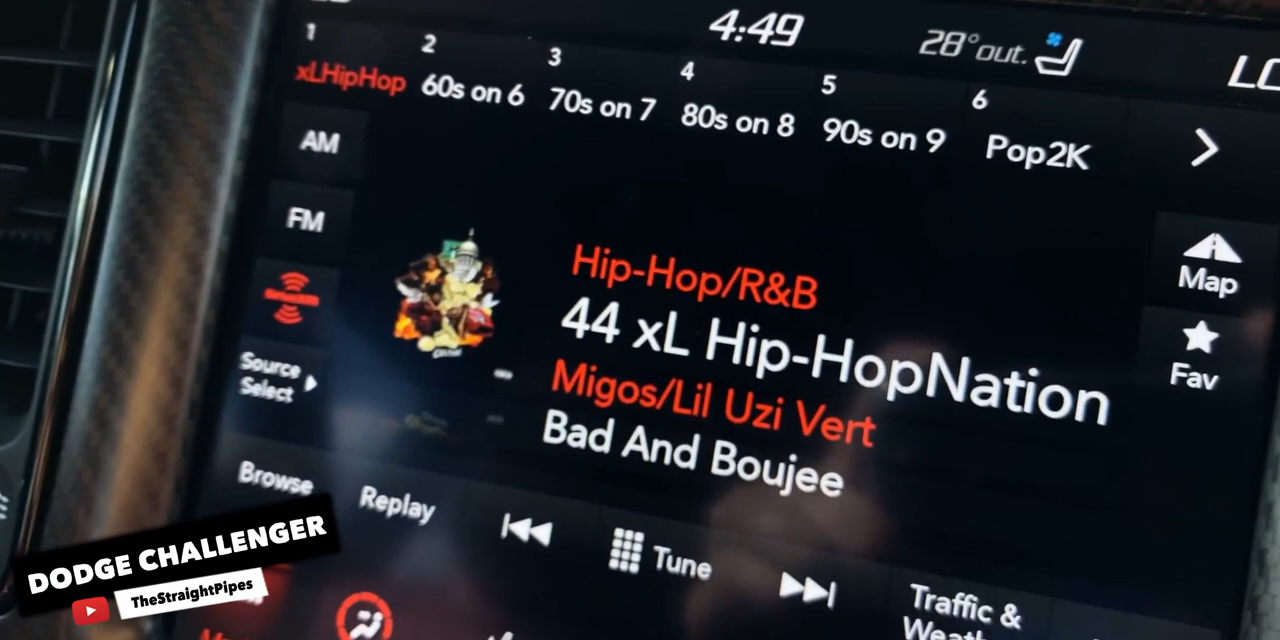 4:49
28° out.
LO
1
xLHipHop
2
60s on 6
3
70s on 7
4
80s on 8
5
90s on 9
6
Pop2K
AM
FM
Source
Select
Hip-Hop/R&B
44 xL Hip-HopNation
Migos/Lil Uzi Vert
Bad And Boujee
Map
Fav
Browse
Replay
Tune
Traffic &
DODGE CHALLENGER
TheStraightPipes